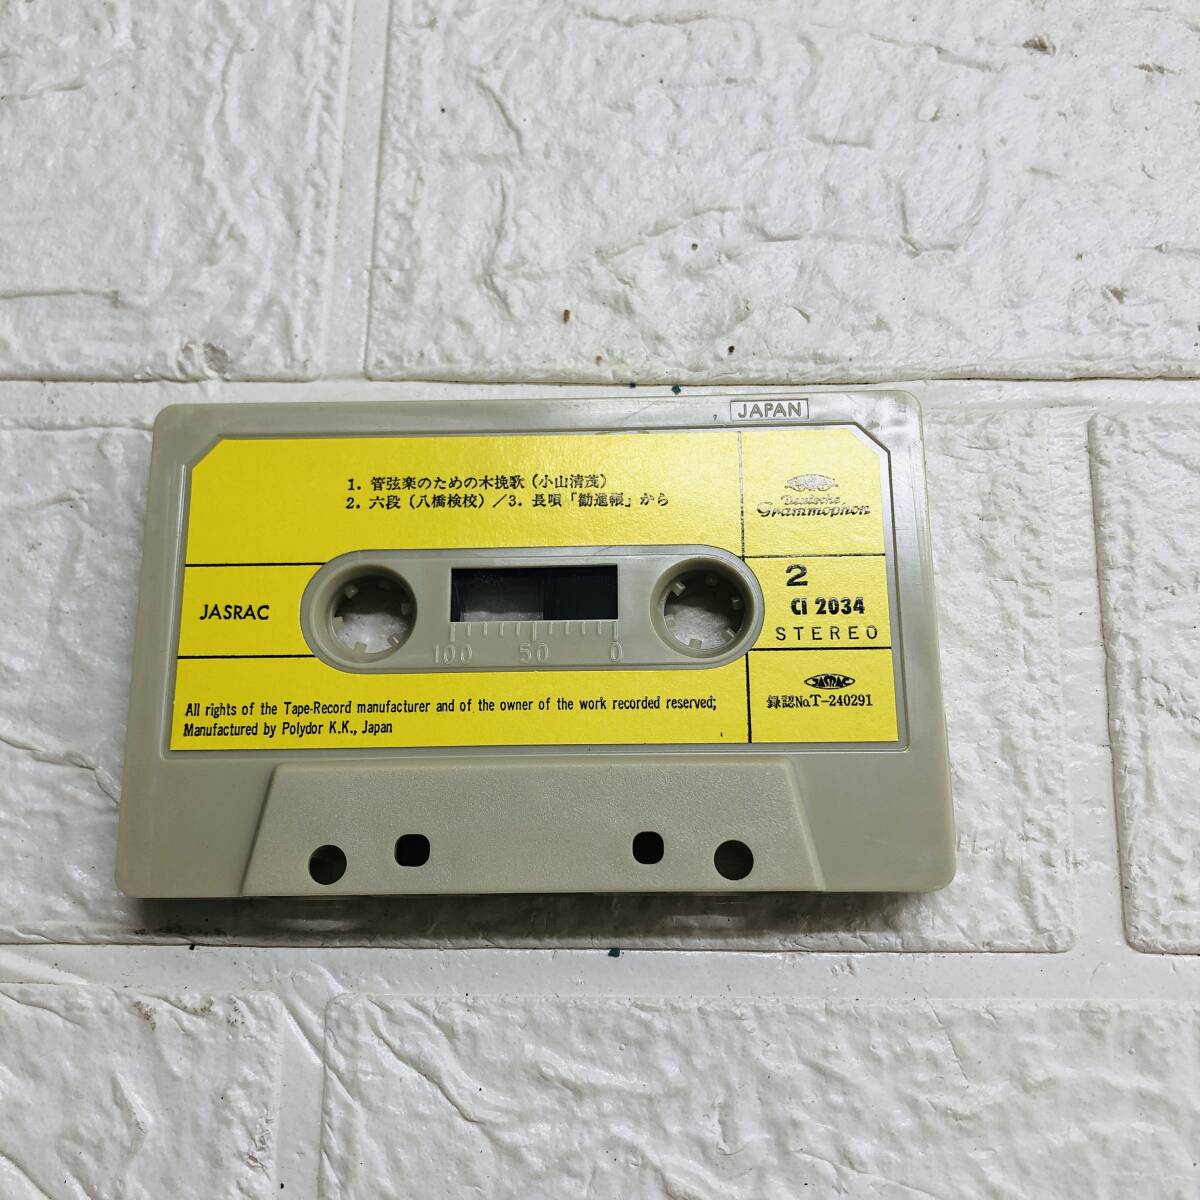 JAPAN
1. 管弦楽のための木挽歌（小山清茂）
2. 六段（八橋検校）／3. 長唄「勧進帳」から
Deutsche
Grammophon
JASRAC
2
CI 2034
STEREO
100 50 0
JASRAC
録認No.T-240291
All rights of the Tape-Record manufacturer and of the owner of the work recorded reserved;
Manufactured by Polydor K.K., Japan